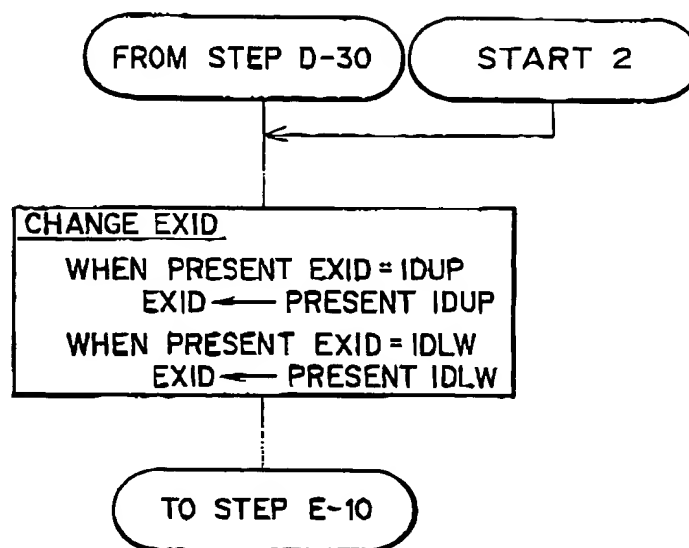 FROM STEP D-30
START 2
CHANGE EXID
WHEN PRESENT EXID = IDUP
EXID ← PRESENT IDUP
WHEN PRESENT EXID = IDLW
EXID ← PRESENT IDLW
TO STEP E-10